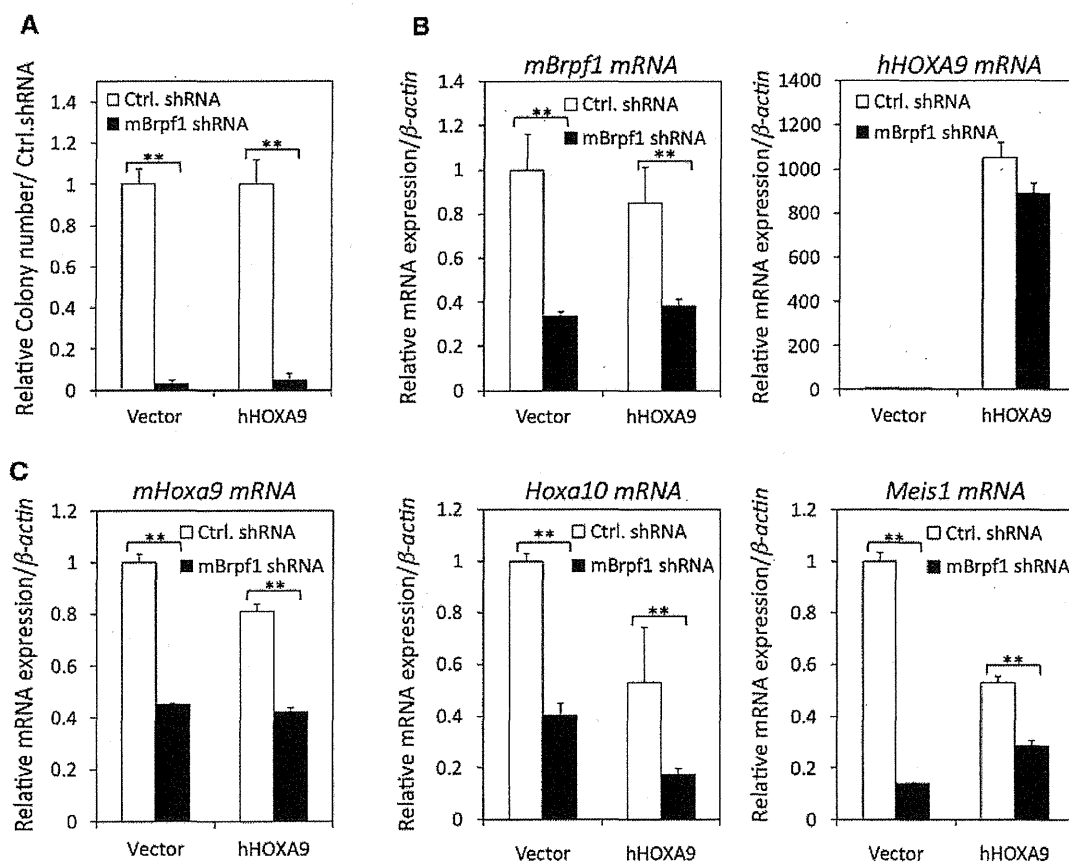 A
Relative Colony number/ Ctrl.shRNA
1.4
1.2
1
0.8
0.6
0.4
0.2
0
Ctrl. shRNA
mBrpf1 shRNA
**
**
Vector
hHOXA9
B
mBrpf1 mRNA
Relative mRNA expression/β-actin
1.4
1.2
1
0.8
0.6
0.4
0.2
0
Ctrl. shRNA
mBrpf1 shRNA
**
**
Vector
hHOXA9
hHOXA9 mRNA
Relative mRNA expression/β-actin
1400
1200
1000
800
600
400
200
0
Ctrl. shRNA
mBrpf1 shRNA
Vector
hHOXA9
C
mHoxa9 mRNA
Relative mRNA expression/β-actin
1.2
1
0.8
0.6
0.4
0.2
0
Ctrl. shRNA
mBrpf1 shRNA
**
**
Vector
hHOXA9
Hoxa10 mRNA
Relative mRNA expression/β-actin
1.2
1
0.8
0.6
0.4
0.2
0
Ctrl. shRNA
mBrpf1 shRNA
**
**
Vector
hHOXA9
Meis1 mRNA
Relative mRNA expression/β-actin
1.2
1
0.8
0.6
0.4
0.2
0
Ctrl. shRNA
mBrpf1 shRNA
**
**
Vector
hHOXA9